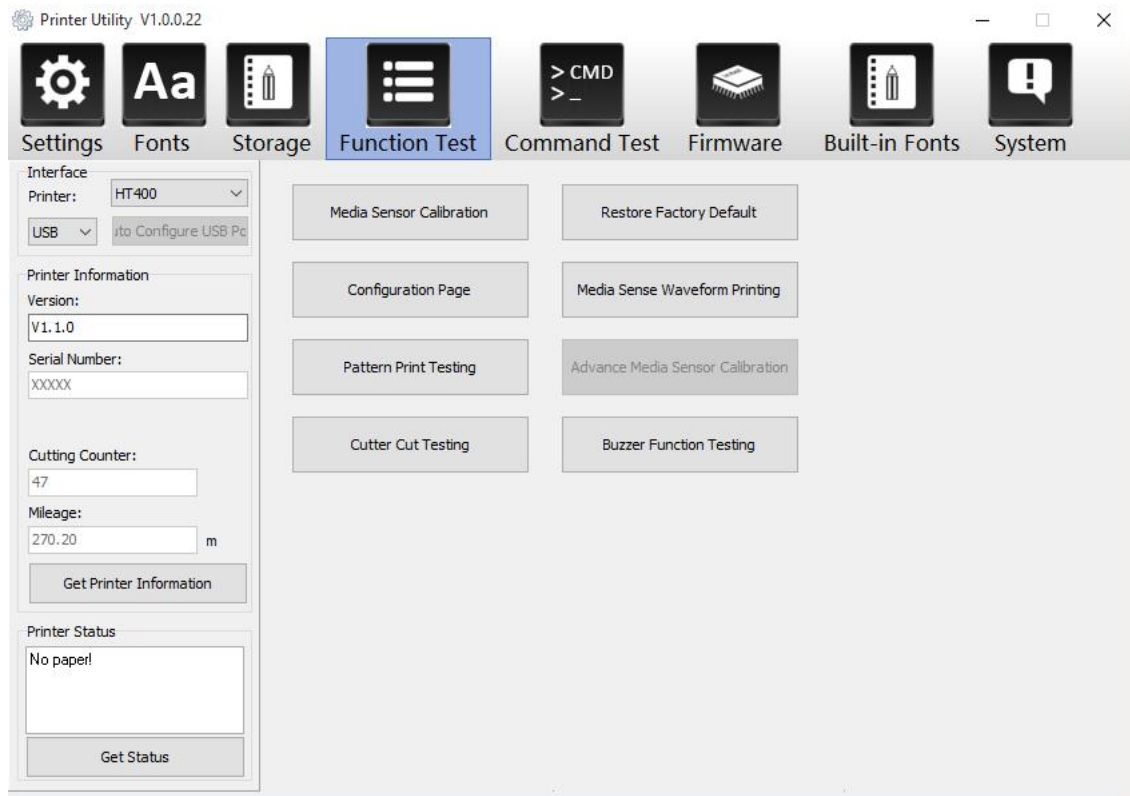 Printer Utility V1.0.0.22
Aa
> CMD
> _
Settings Fonts Storage Function Test Command Test Firmware Built-in Fonts System
Interface
Printer: HT400
USB
Configure USB
Media Sensor Calibration
Restore Factory Default
Printer Information
Version:
V1.1.0
Serial Number:
XXXXX
Configuration Page
Media Sense Waveform Printing
Pattern Print Testing
Advance Media Sensor Calibration
Cutter Cut Testing
Buzzer Function Testing
Cutting Counter:
47
Mileage:
270.20 m
Get Printer Information
Printer Status
No paper!
Get Status